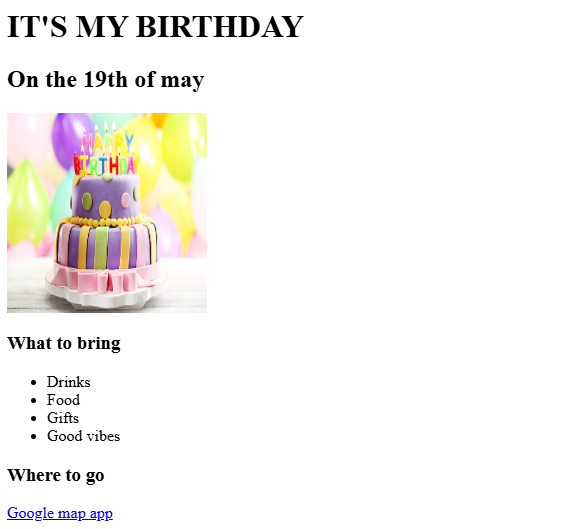 IT'S MY BIRTHDAY
On the 19th of may
HAPPY
BIRTHDAY
What to bring
Drinks
Food
Gifts
Good vibes
Where to go
Google map app